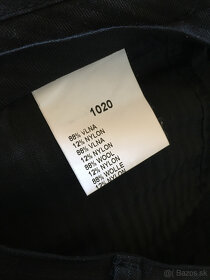 1020
88% VLNA
12% NYLON
88% VLNA
12% NYLON
88% WOOL
12% NYLON
88% WOLLE
12% NYLON
Bazos.sk